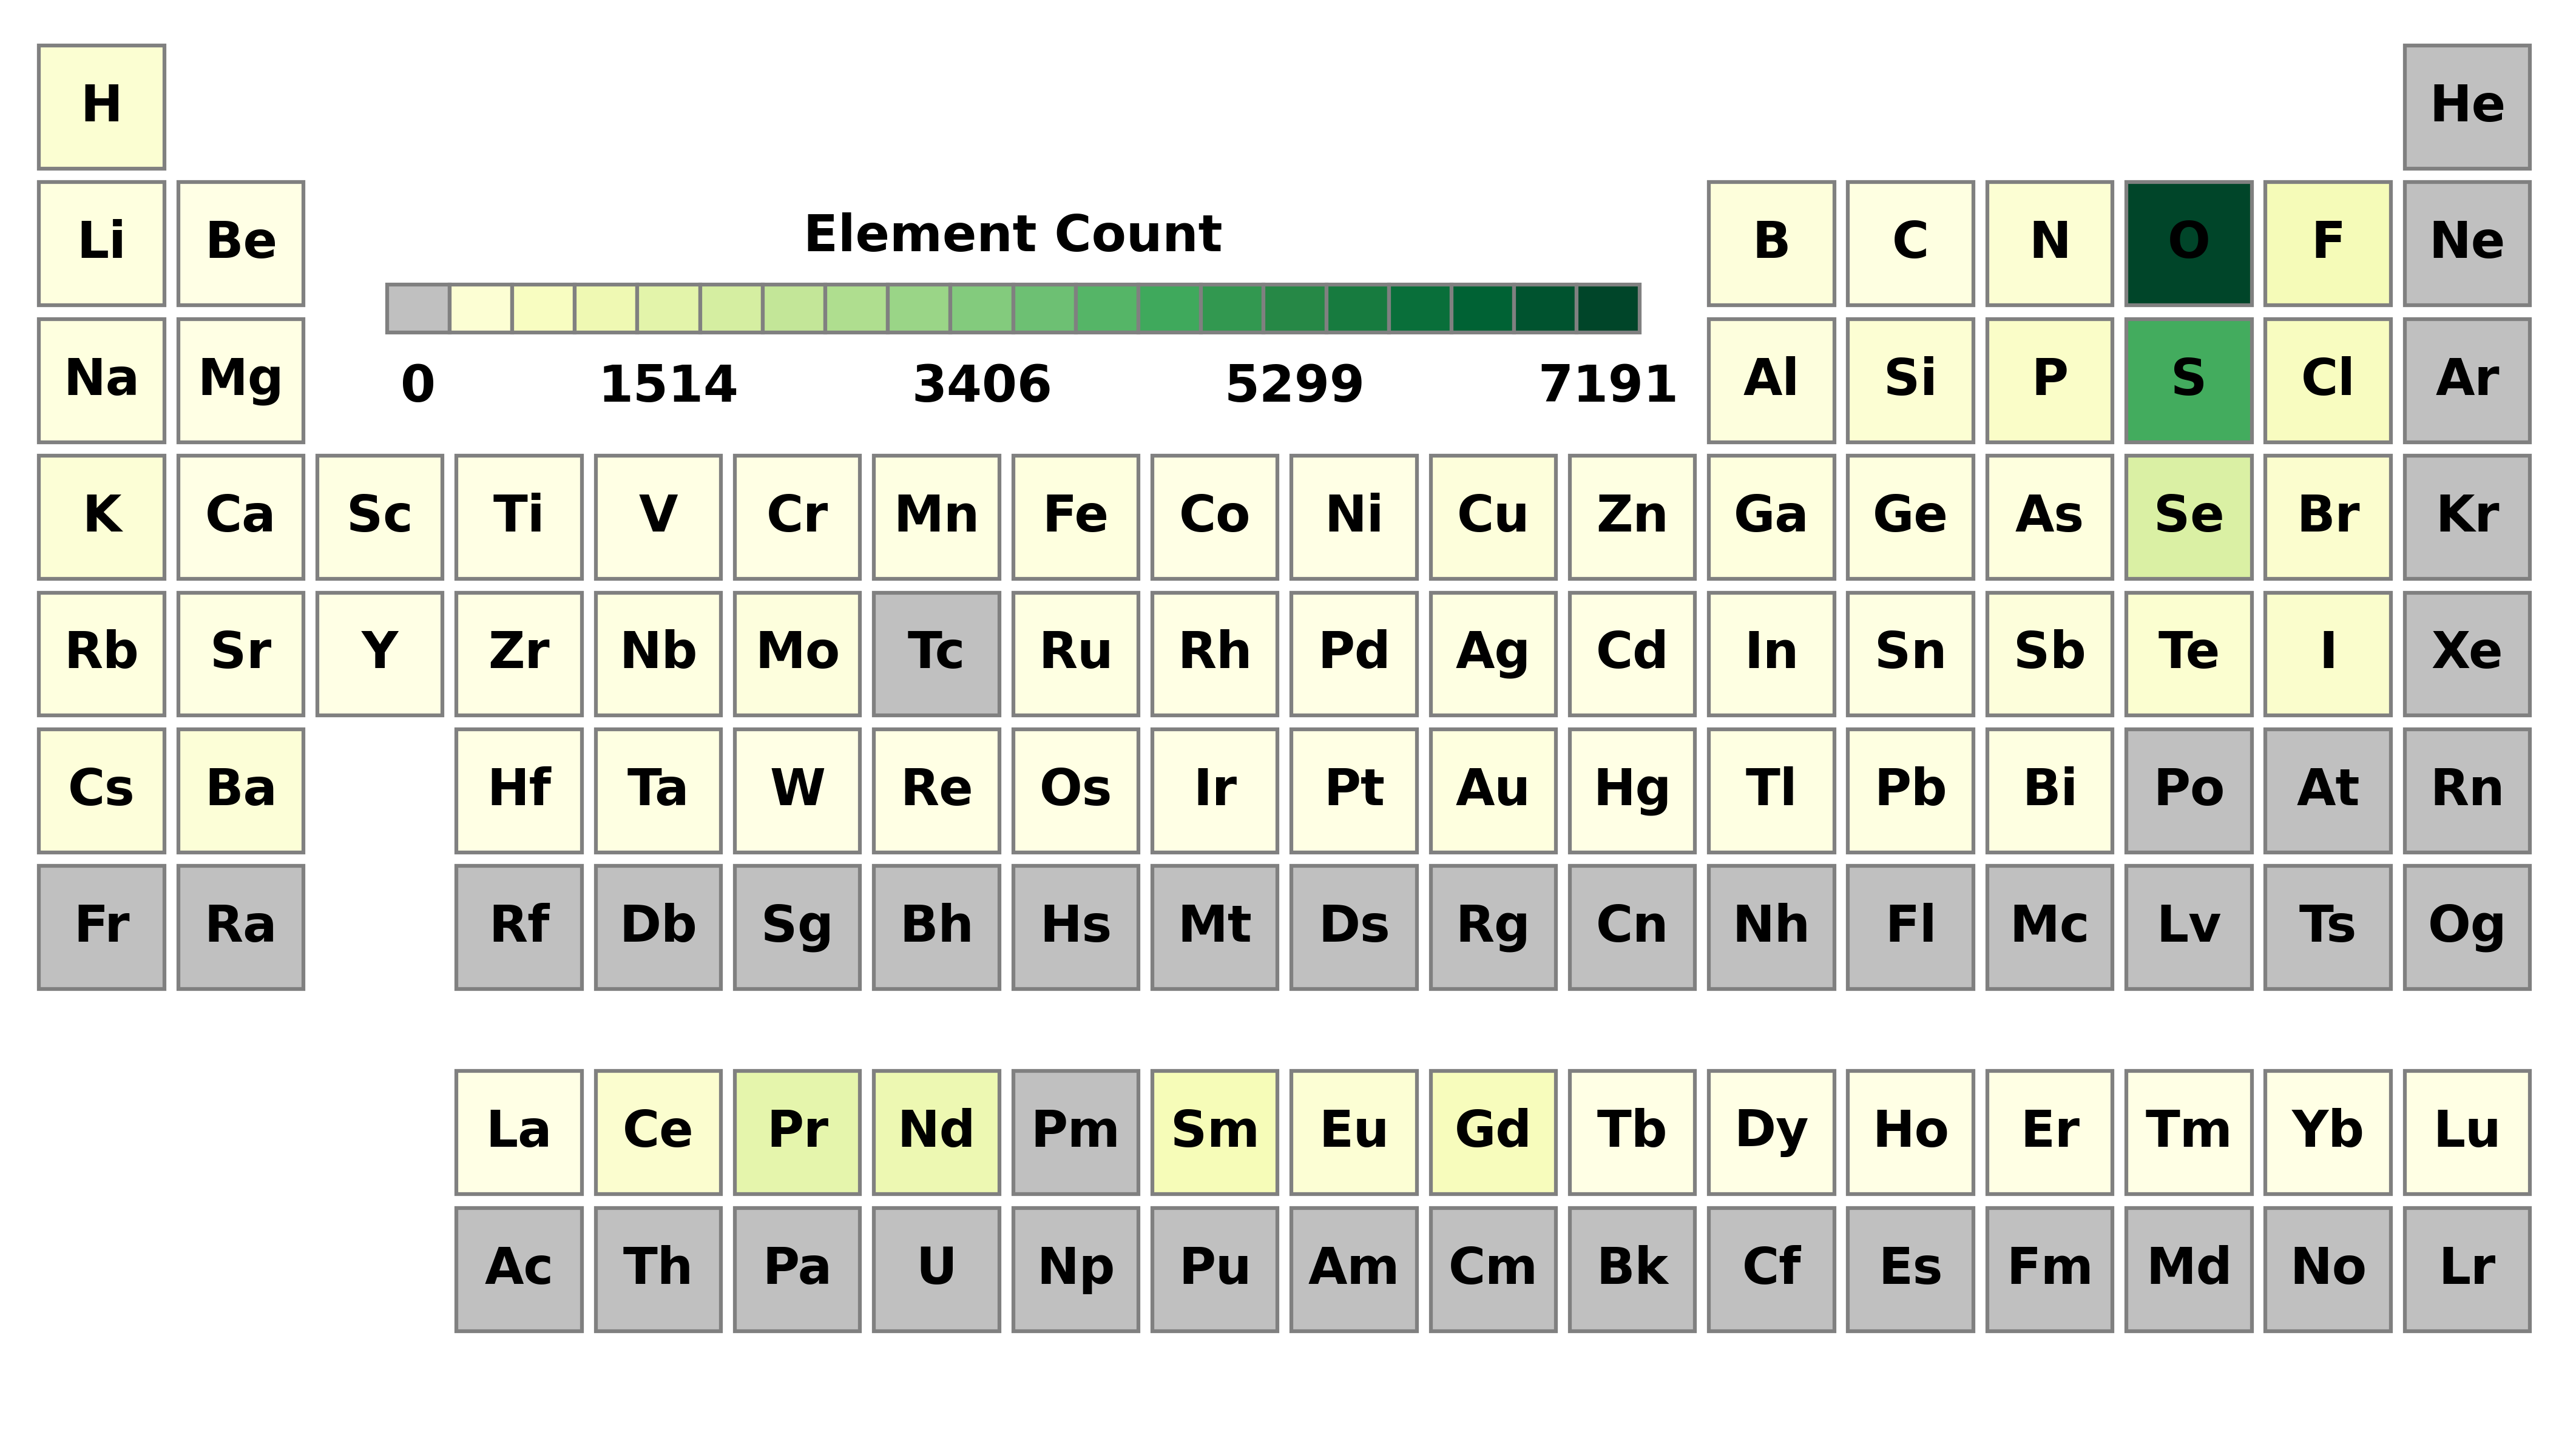 H He
Li Be B C N O F Ne
Element Count
Na Mg Al Si P S Cl Ar
0 1514 3406 5299 7191
K Ca Sc Ti V Cr Mn Fe Co Ni Cu Zn Ga Ge As Se Br Kr
Rb Sr Y Zr Nb Mo Tc Ru Rh Pd Ag Cd In Sn Sb Te I Xe
Cs Ba Hf Ta W Re Os Ir Pt Au Hg Tl Pb Bi Po At Rn
Fr Ra Rf Db Sg Bh Hs Mt Ds Rg Cn Nh Fl Mc Lv Ts Og
La Ce Pr Nd Pm Sm Eu Gd Tb Dy Ho Er Tm Yb Lu
Ac Th Pa U Np Pu Am Cm Bk Cf Es Fm Md No Lr